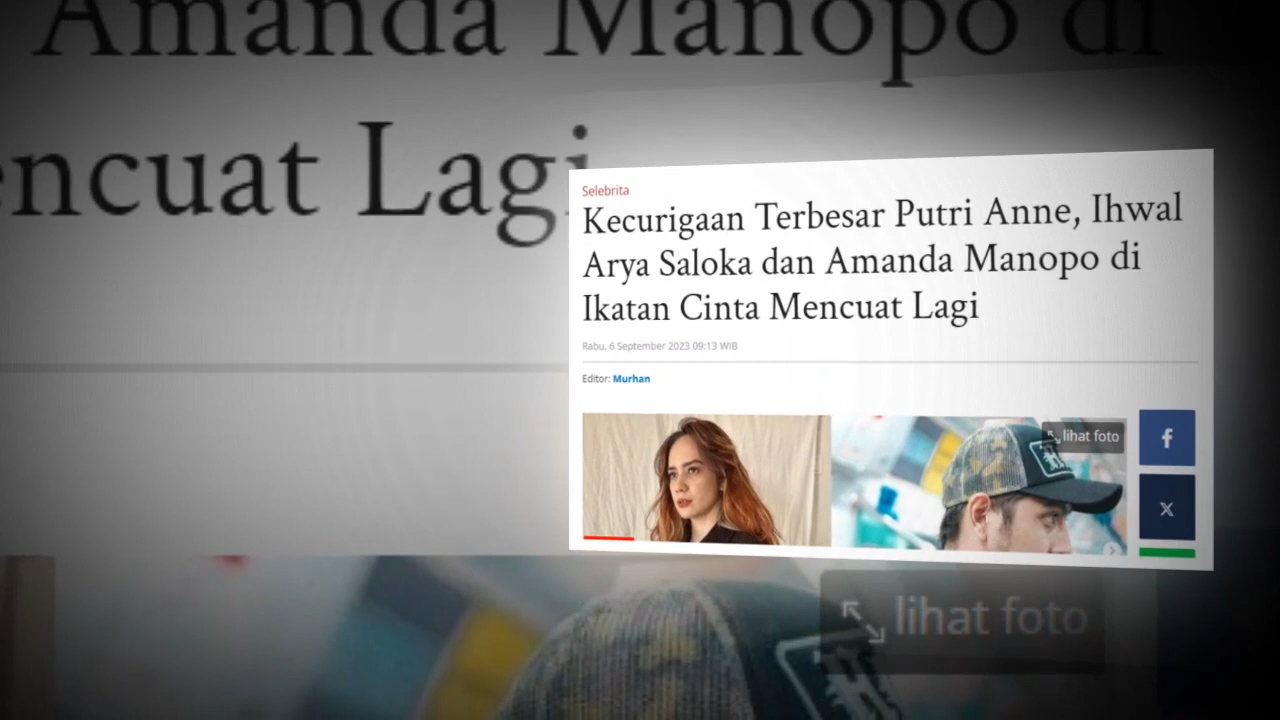 Amanda Manopo di
encuat Lagi
Selebrita
Kecurigaan Terbesar Putri Anne, Ihwal
Arya Saloka dan Amanda Manopo di
Ikatan Cinta Mencuat Lagi
Rabu, 6 September 2023 09:13 WIB
Editor: Murhan
lihat foto
lihat foto